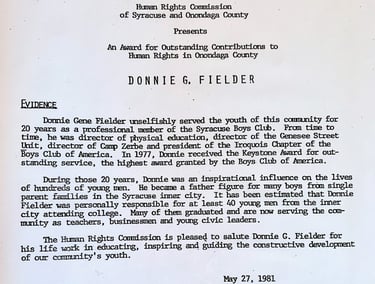 Human Rights Commission
of Syracuse and Onondaga County
Presents
An Award for Outstanding Contributions to
Human Rights in Onondaga County
DONNIE G. FIELDER
EVIDENCE
Donnie Gene Fielder unselfishly served the youth of this community for
20 years as a professional member of the Syracuse Boys Club. From time to
time, he was director of physical education, director of the Genesee Street
Unit, director of Camp Zerbe and president of the Iroquois Chapter of the
Boys Club of America. In 1977, Donnie received the Keystone Award for out-
standing service, the highest award granted by the Boys Club of America.
During those 20 years, Donnie was an inspirational influence on the lives
of hundreds of young men. He became a father figure for many boys from single
parent families in the Syracuse inner city. It has been estimated that Donnie
Fielder was personally responsible for at least 40 young men from the inner
city attending college. Many of them graduated and are now serving the com-
munity as teachers, businessmen and young civic leaders.
The Human Rights Commission is pleased to salute Donnie G. Fielder for
his life work in educating, inspiring and guiding the constructive development
of our community's youth.
May 27, 1981